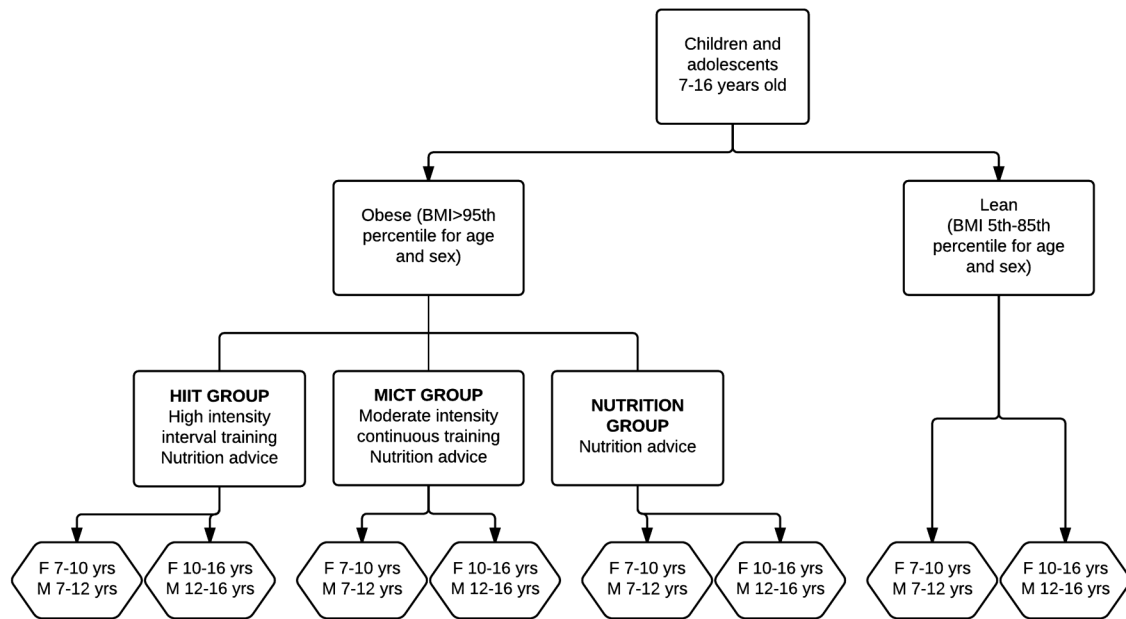 Children and
adolescents
7-16 years old
Obese (BMI>95th
percentile for age
and sex)
Lean
(BMI 5th-85th
percentile for age
and sex)
HIIT GROUP
High intensity
interval training
Nutrition advice
MICT GROUP
Moderate intensity
continuous training
Nutrition advice
NUTRITION
GROUP
Nutrition advice
F 7-10 yrs
M 7-12 yrs
F 10-16 yrs
M 12-16 yrs
F 7-10 yrs
M 7-12 yrs
F 10-16 yrs
M 12-16 yrs
F 7-10 yrs
M 7-12 yrs
F 10-16 yrs
M 12-16 yrs
F 7-10 yrs
M 7-12 yrs
F 10-16 yrs
M 12-16 yrs